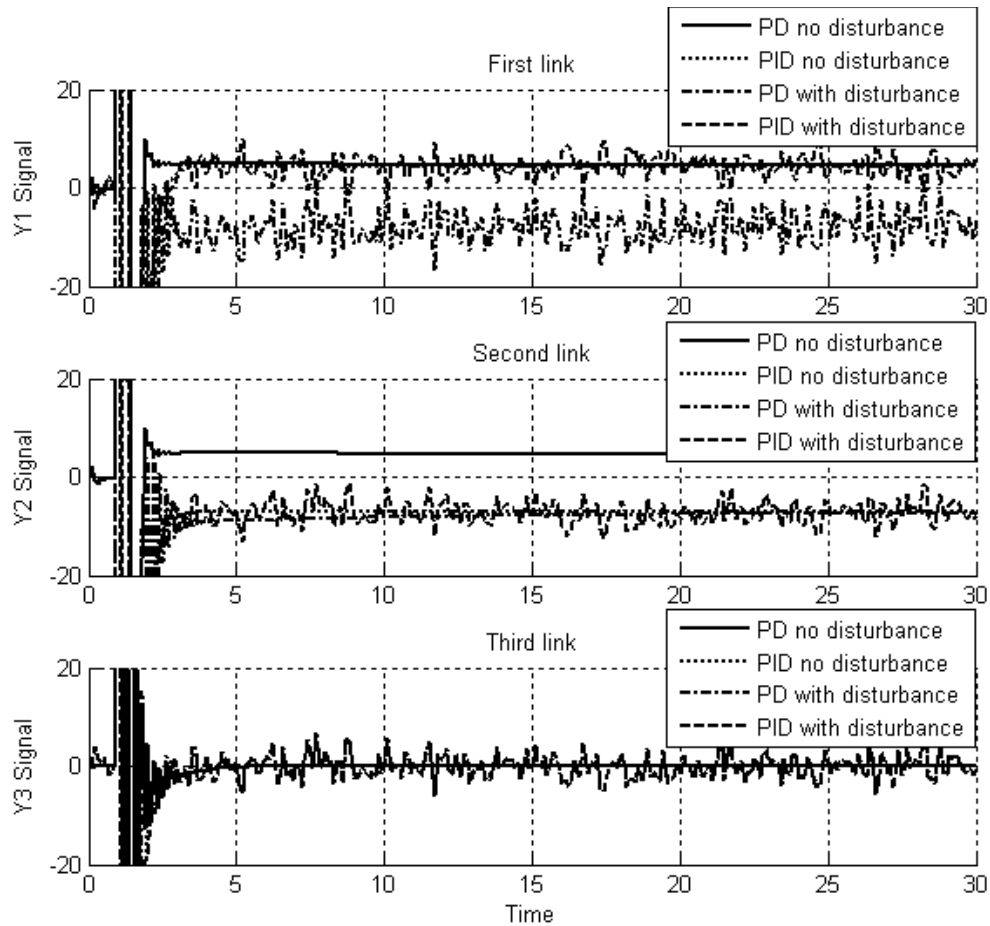 First link
PD no disturbance
PID no disturbance
PD with disturbance
PID with disturbance
Y1 Signal
20
0
-20
0 5 10 15 20 25 30
Second link
PD no disturbance
PID no disturbance
PD with disturbance
PID with disturbance
Y2 Signal
20
0
-20
0 5 10 15 20 25 30
Third link
PD no disturbance
PID no disturbance
PD with disturbance
PID with disturbance
Y3 Signal
20
0
-20
0 5 10 15 20 25 30
Time